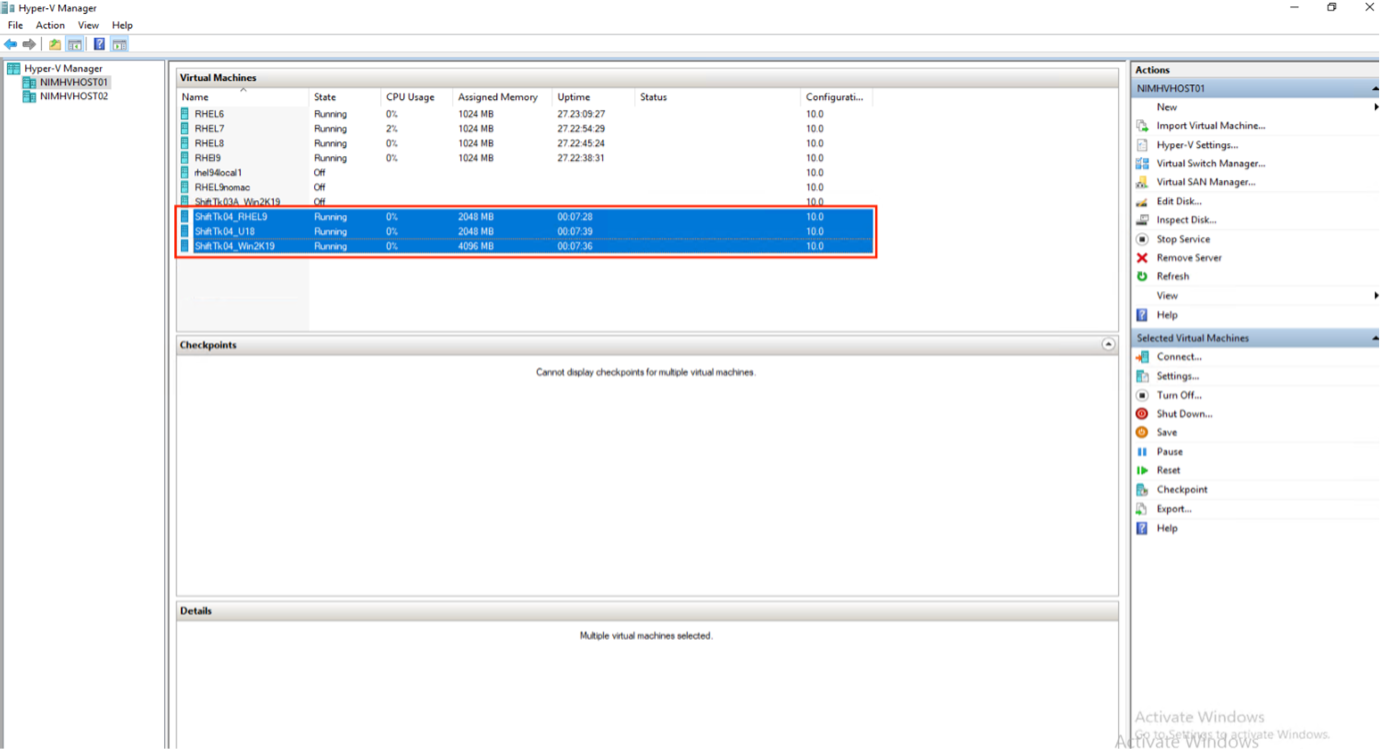 Hyper-V Manager
File Action View Help
Hyper-V Manager
NIMHVHOST01
NIMHVHOST02
Virtual Machines
Name State CPU Usage Assigned Memory Uptime Status Configurati...
RHEL6 Running 0% 1024 MB 27.23:09:27 10.0
RHEL7 Running 2% 1024 MB 27.22:54:29 10.0
RHEL8 Running 0% 1024 MB 27.22:45:24 10.0
RHEl9 Running 0% 1024 MB 27.22:38:31 10.0
rhel94local1 Off 10.0
RHEL9nomac Off 10.0
ShiftTk03A_Win2K19 Off 10.0
ShiftTk04_RHEL9 Running 0% 2048 MB 00:07:28 10.0
ShiftTk04_U18 Running 0% 2048 MB 00:07:39 10.0
ShiftTk04_Win2K19 Running 0% 4096 MB 00:07:36 10.0
Checkpoints
Cannot display checkpoints for multiple virtual machines.
Details
Multiple virtual machines selected.
Actions
NIMHVHOST01
New
Import Virtual Machine...
Hyper-V Settings...
Virtual Switch Manager...
Virtual SAN Manager...
Edit Disk...
Inspect Disk...
Stop Service
Remove Server
Refresh
View
Help
Selected Virtual Machines
Connect...
Settings...
Turn Off...
Shut Down...
Save
Pause
Reset
Checkpoint
Export...
Help
Activate Windows
Go to Settings to activate Windows.
Activate Windows